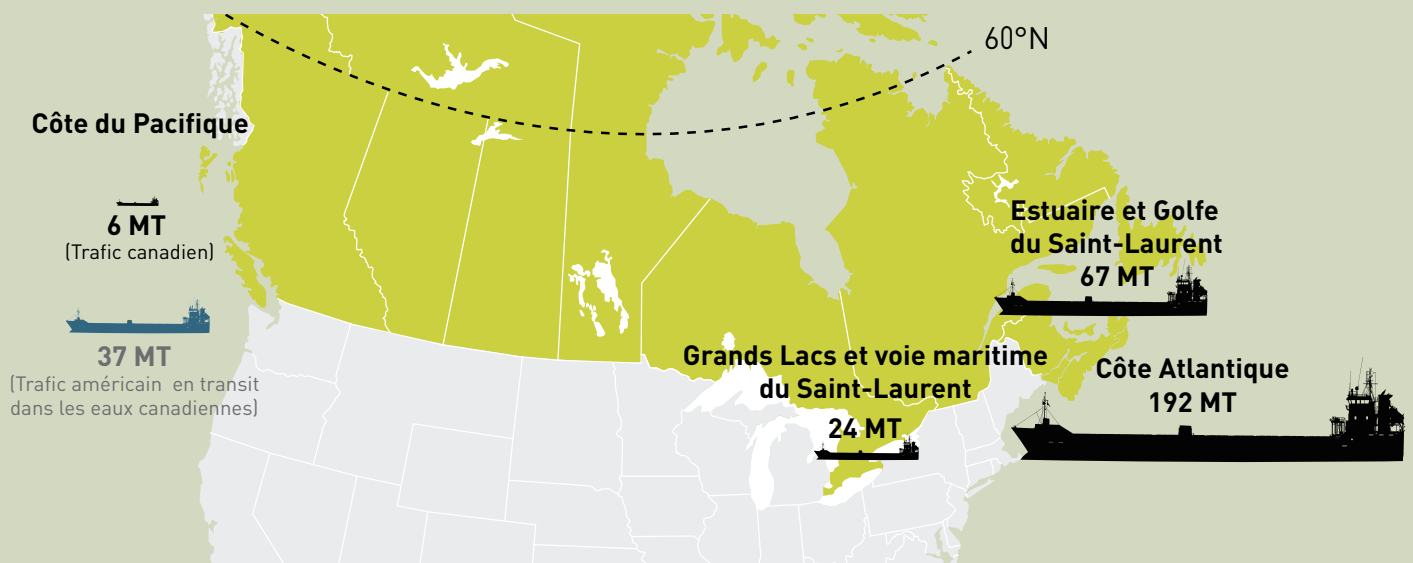 60°N
Côte du Pacifique
6 MT
(Trafic canadien)
37 MT
(Trafic américain en transit
dans les eaux canadiennes)
Estuaire et Golfe
du Saint-Laurent
67 MT
Grands Lacs et voie maritime
du Saint-Laurent
24 MT
Côte Atlantique
192 MT